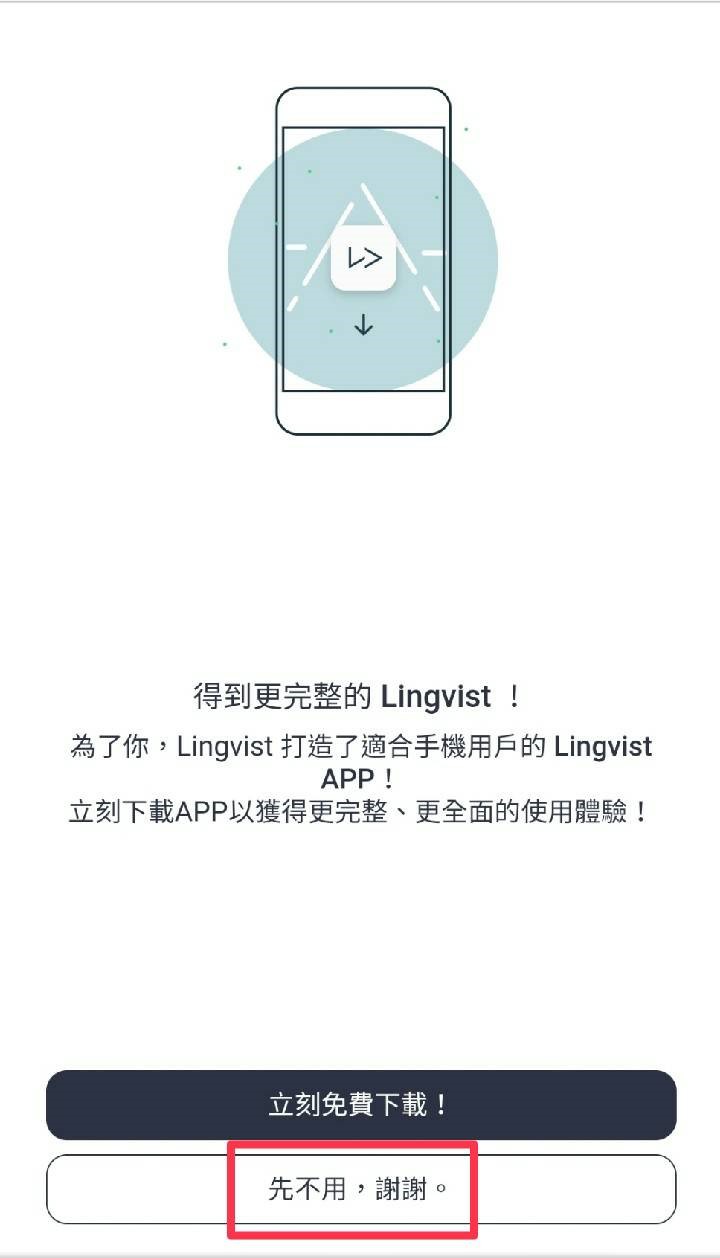 得到更完整的 Lingvist ！
為了你，Lingvist 打造了適合手機用戶的 Lingvist
APP！
立刻下載APP以獲得更完整、更全面的使用體驗！
立刻免費下載！
先不用，謝謝。